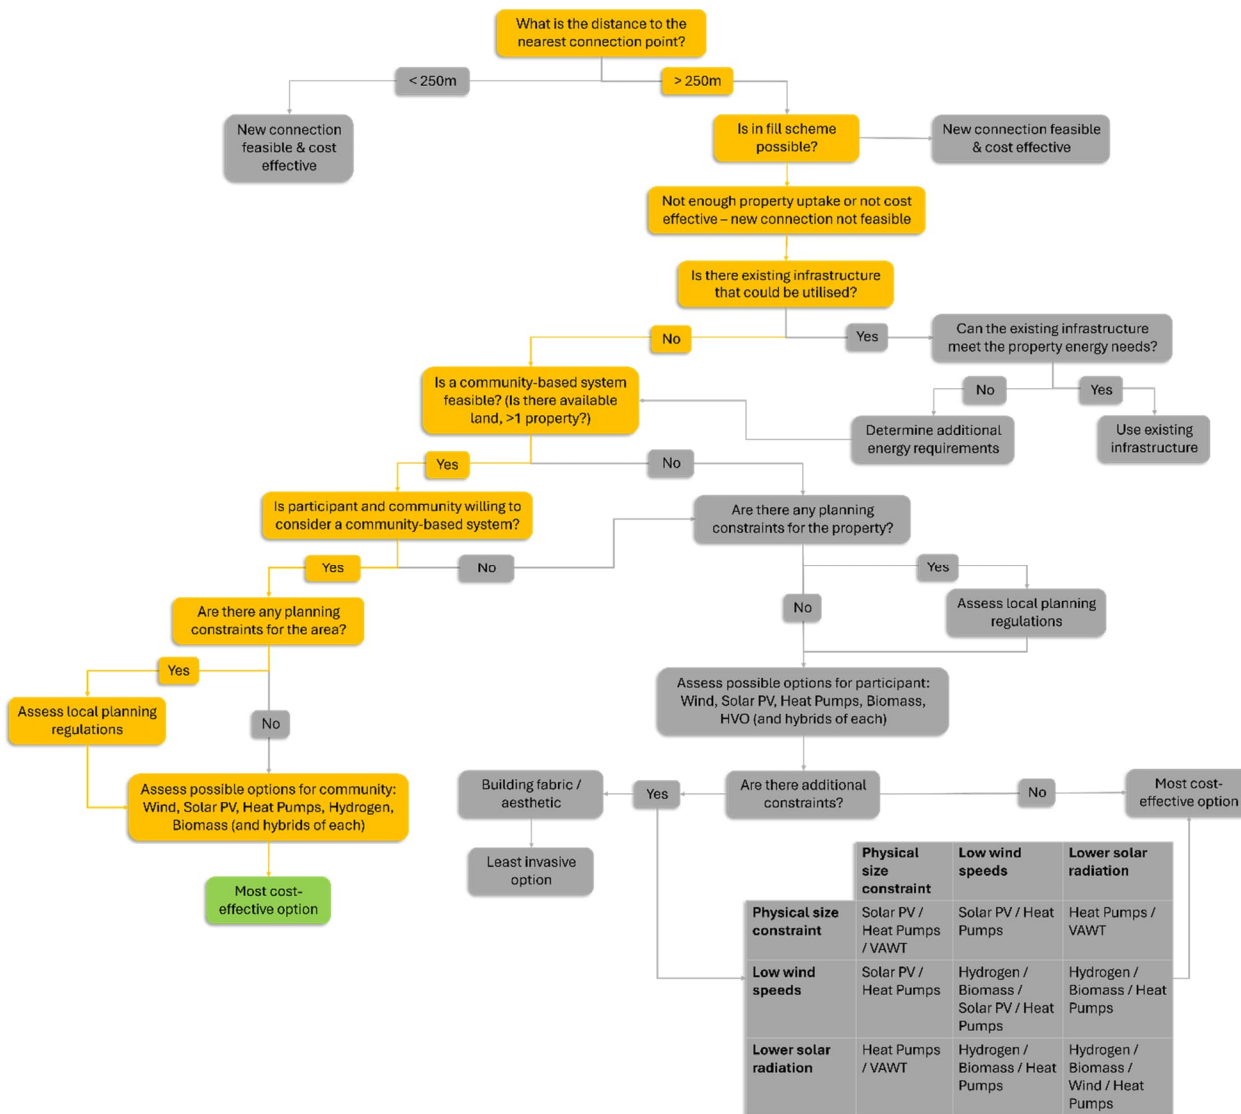 What is the distance to the
nearest connection point?
< 250m
> 250m
New connection
feasible & cost
effective
Is in fill scheme
possible?
New connection feasible
& cost effective
Not enough property uptake or not cost
effective – new connection not feasible
Is there existing infrastructure
that could be utilised?
No
Yes
Can the existing infrastructure
meet the property energy needs?
Is a community-based system
feasible? (Is there available
land, >1 property?)
No
Yes
Determine additional
energy requirements
Use existing
infrastructure
Yes
No
Is participant and community willing to
consider a community-based system?
Are there any planning
constraints for the property?
Yes
No
Yes
Are there any planning
constraints for the area?
No
Assess local planning
regulations
Yes
Assess local planning
regulations
No
Assess possible options for participant:
Wind, Solar PV, Heat Pumps, Biomass,
HVO (and hybrids of each)
Assess possible options for community:
Wind, Solar PV, Heat Pumps, Hydrogen,
Biomass (and hybrids of each)
Building fabric /
aesthetic
Yes
Are there additional
constraints?
No
Most cost-
effective option
Least invasive
option
Most cost-
effective option
Physical
size
constraint
Low wind
speeds
Lower solar
radiation
Physical size
constraint
Solar PV /
Heat Pumps
/ VAWT
Solar PV / Heat
Pumps
Heat Pumps /
VAWT
Low wind
speeds
Solar PV /
Heat Pumps
Hydrogen /
Biomass /
Solar PV / Heat
Pumps
Hydrogen /
Biomass / Heat
Pumps
Lower solar
radiation
Heat Pumps
/ VAWT
Hydrogen /
Biomass / Heat
Pumps
Hydrogen /
Biomass /
Wind / Heat
Pumps